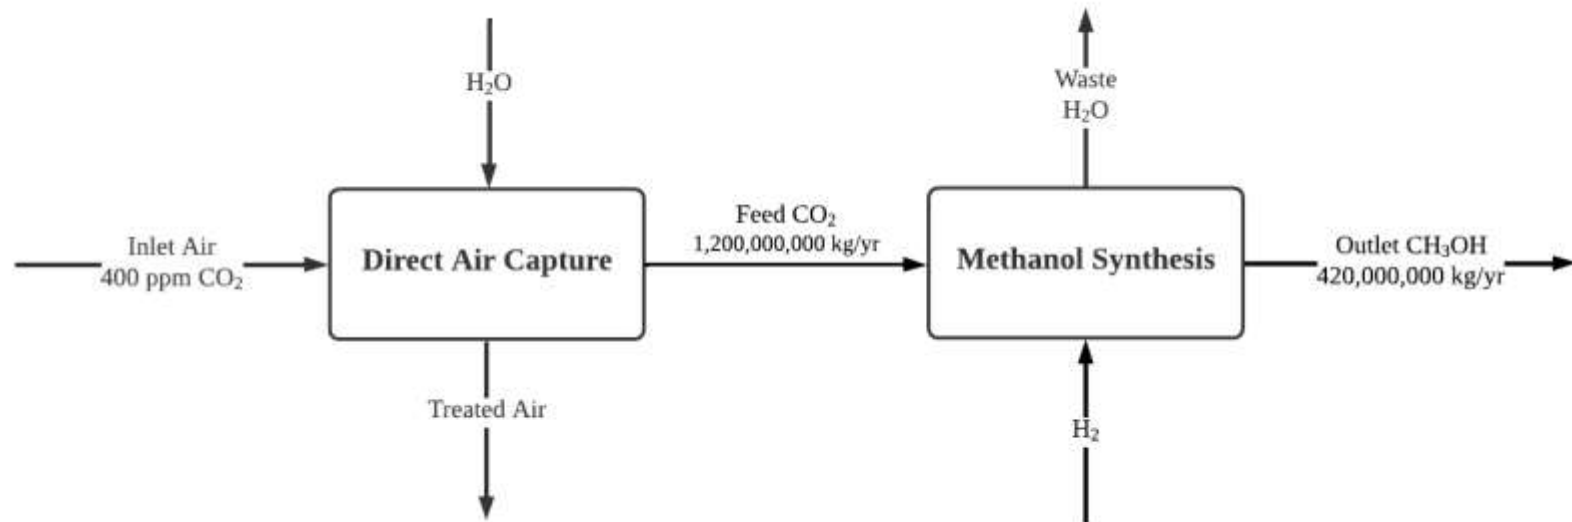 H₂O
Waste
H₂O
Inlet Air
400 ppm CO₂
Direct Air Capture
Feed CO₂
1,200,000,000 kg/yr
Methanol Synthesis
Outlet CH₃OH
420,000,000 kg/yr
Treated Air
H₂